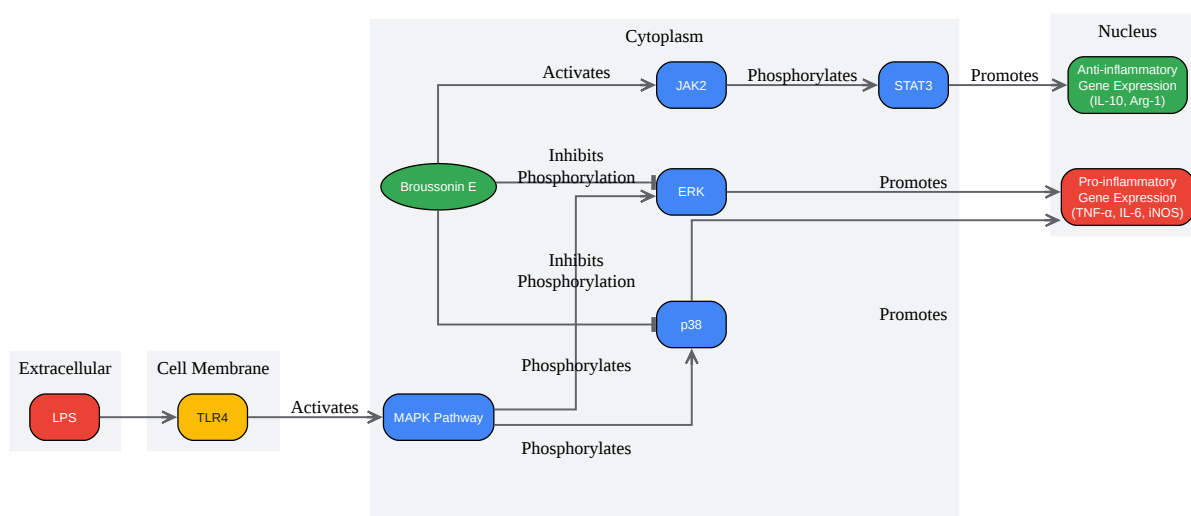 Cytoplasm
Nucleus
Activates
JAK2
Phosphorylates
STAT3
Promotes
Anti-inflammatory
Gene Expression
(IL-10, Arg-1)
Broussonin E
Inhibits
Phosphorylation
ERK
Promotes
Pro-inflammatory
Gene Expression
(TNF-α, IL-6, iNOS)
Inhibits
Phosphorylation
p38
Promotes
Extracellular
Cell Membrane
Phosphorylates
LPS
TLR4
Activates
MAPK Pathway
Phosphorylates